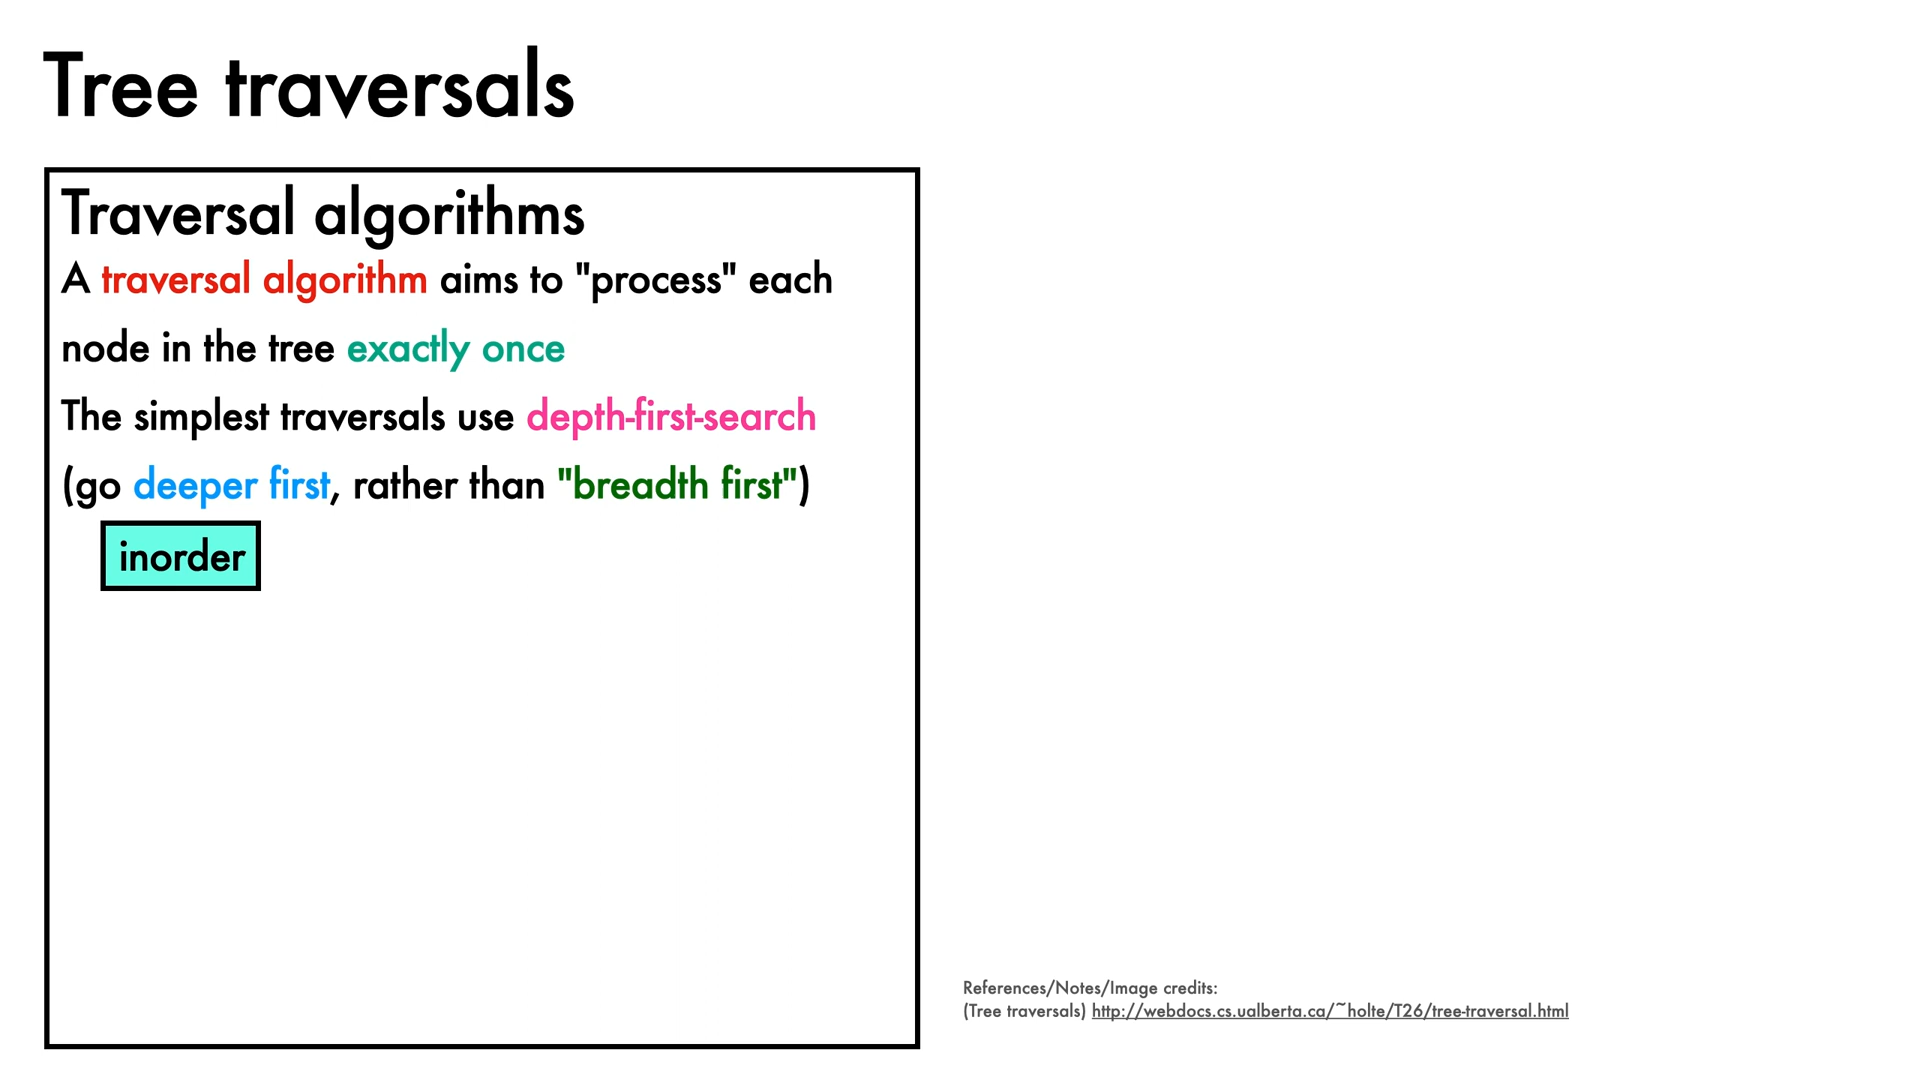 Tree traversals
Traversal algorithms
A traversal algorithm aims to "process" each
node in the tree exactly once
The simplest traversals use depth-first-search
(go deeper first, rather than "breadth first")
inorder
References/Notes/Image credits:
(Tree traversals) http://webdocs.cs.ualberta.ca/~holte/T26/tree-traversal.html